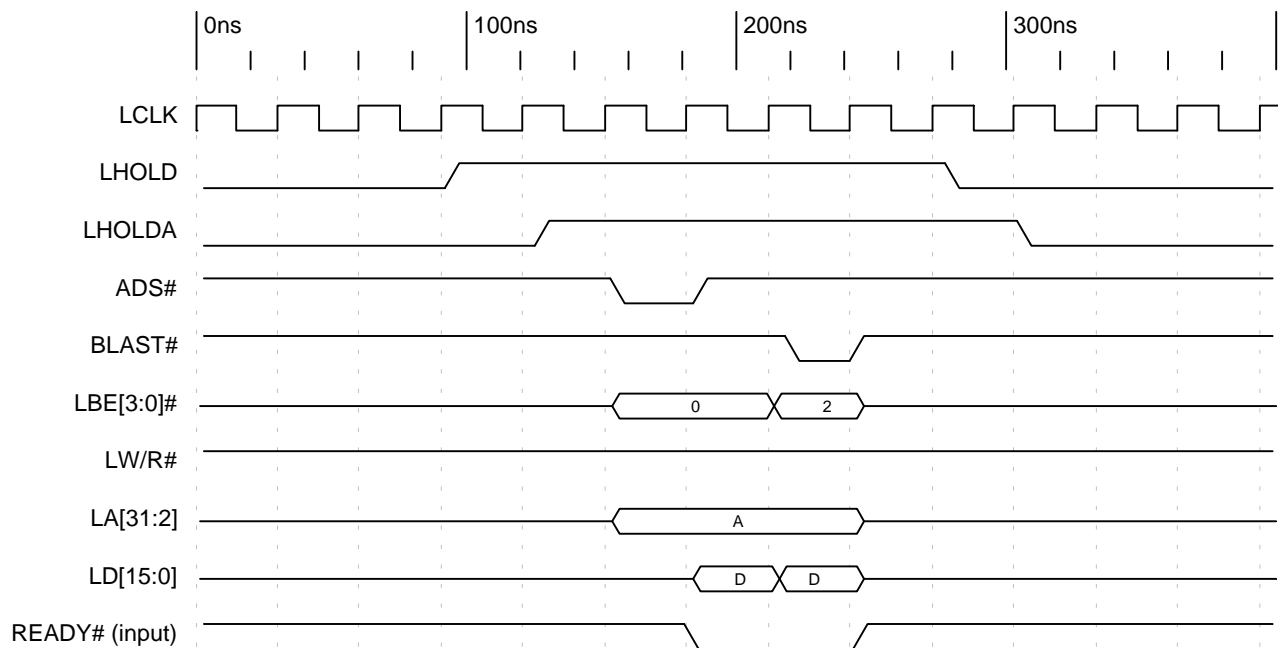 0ns 100ns 200ns 300ns
LCLK
LHOLD
LHOLDA
ADS#
BLAST#
LBE[3:0]# 0 2
LW/R#
LA[31:2] A
LD[15:0] D D
READY# (input)